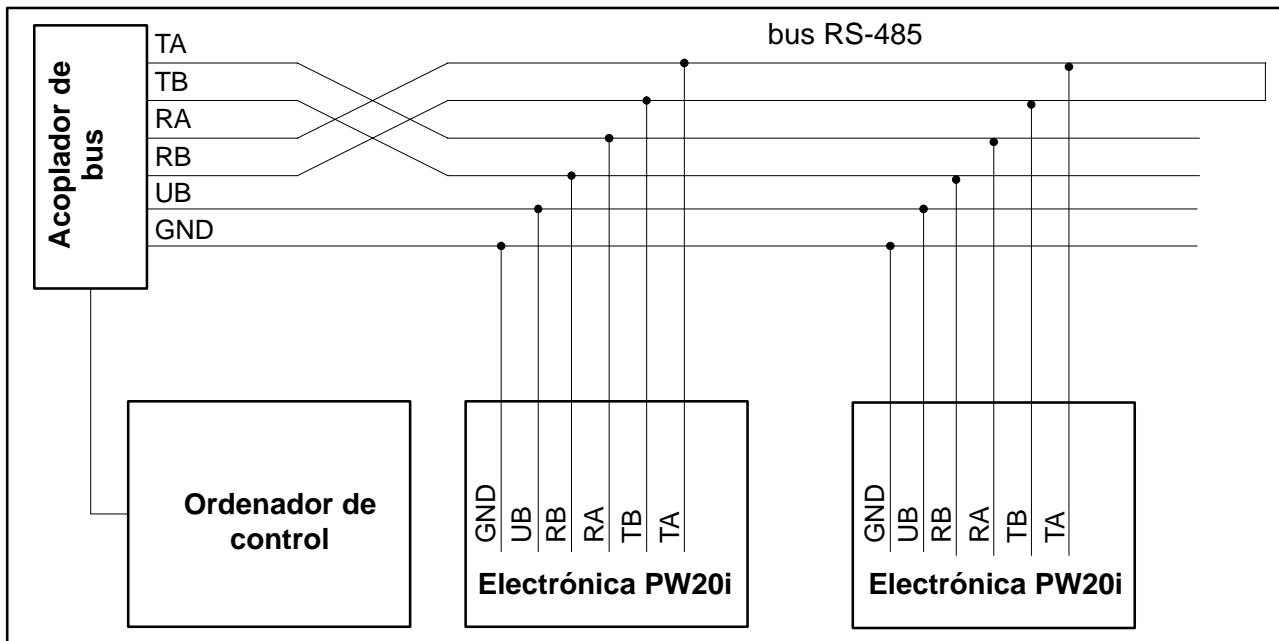 bus RS-485
Acoplador de
bus
TA
TB
RA
RB
UB
GND
Ordenador de
control
GND
UB
RB
RA
TB
TA
Electrónica PW20i
GND
UB
RB
RA
TB
TA
Electrónica PW20i